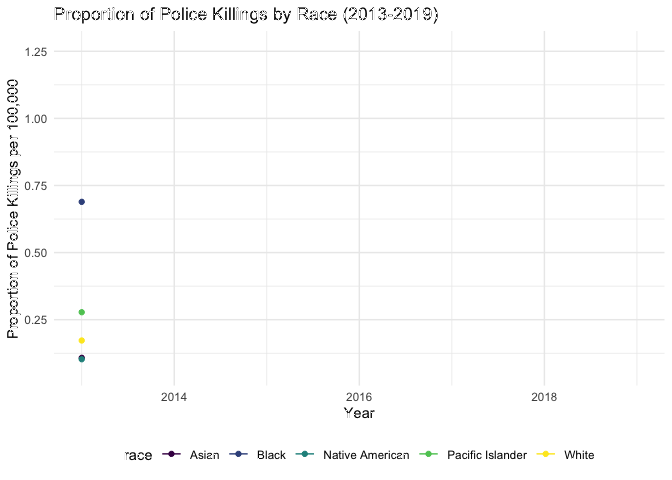 Proportion of Police Killings by Race (2013-2019)
Proportion of Police Killings per 100,000
1.25
1.00
0.75
0.50
0.25
2014 2016 2018
Year
race Asian Black Native American Pacific Islander White